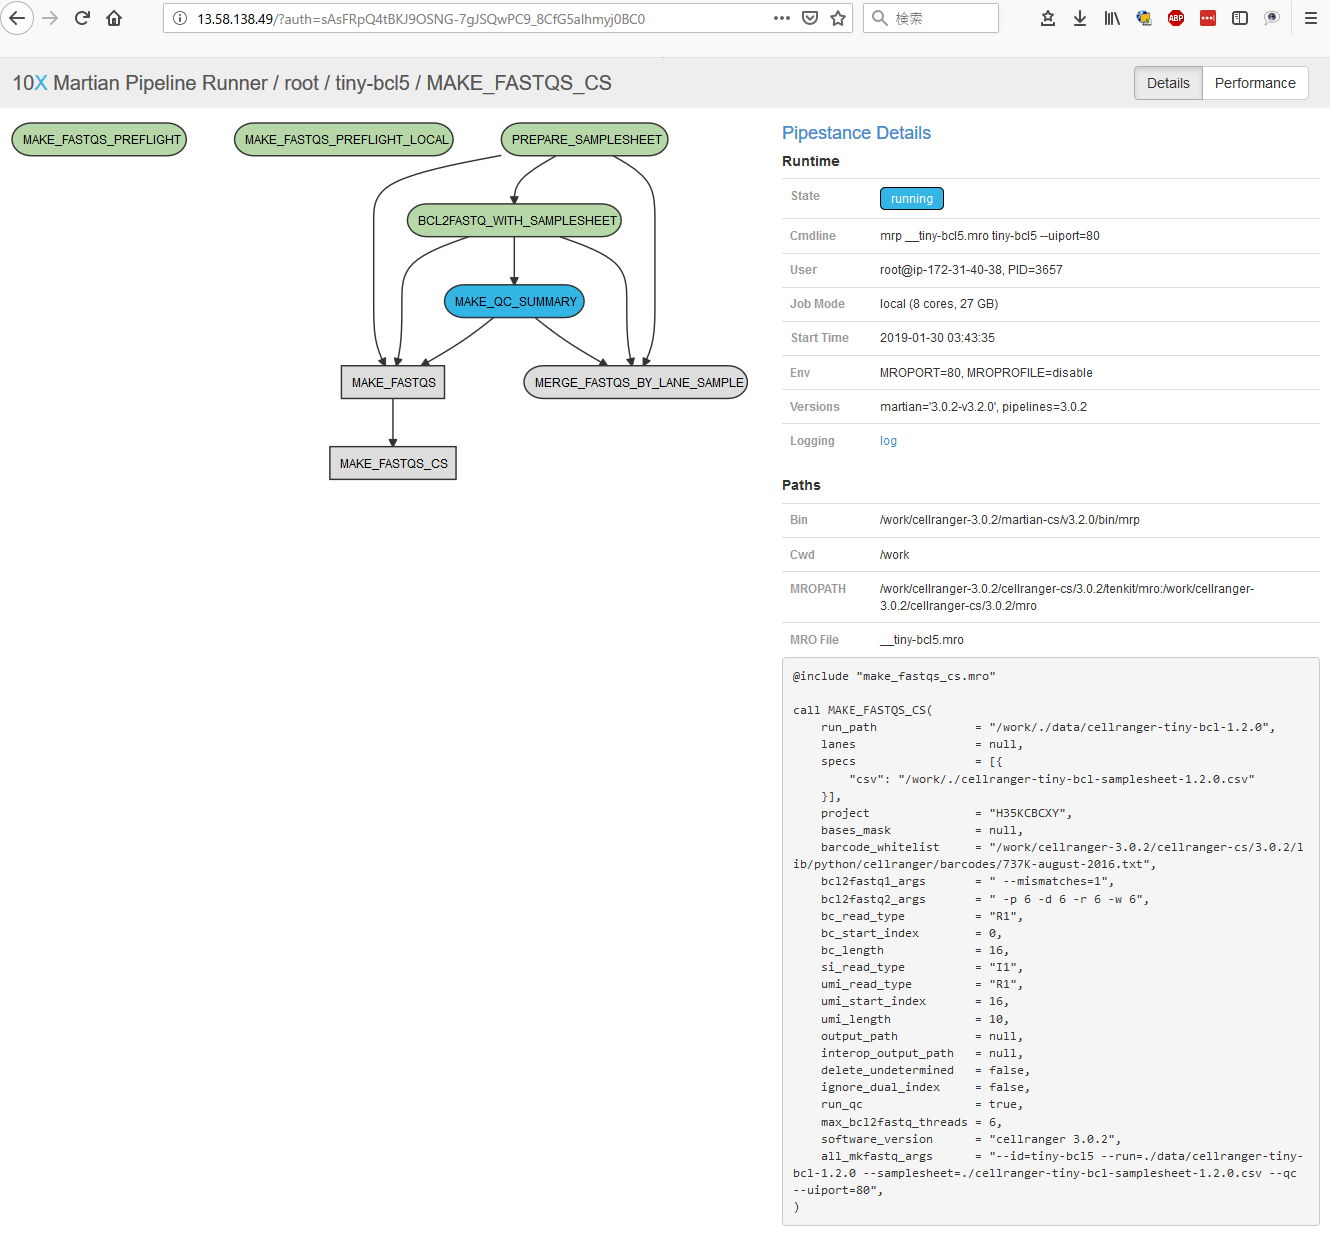 13.58.138.49/?auth=sAsFRpQ4tBKJ9OSNG-7gJSQwPC9_8CfG5alhmyj0BC0
検索
ABP
10X Martian Pipeline Runner / root / tiny-bcl5 / MAKE_FASTQS_CS
Details
Performance
MAKE_FASTQS_PREFLIGHT
MAKE_FASTQS_PREFLIGHT_LOCAL
PREPARE_SAMPLESHEET
BCL2FASTQ_WITH_SAMPLESHEET
MAKE_QC_SUMMARY
MAKE_FASTQS
MERGE_FASTQS_BY_LANE_SAMPLE
MAKE_FASTQS_CS
Pipestance Details
Runtime
State running
Cmdline mrp __tiny-bcl5.mro tiny-bcl5 --uiport=80
User root@ip-172-31-40-38, PID=3657
Job Mode local (8 cores, 27 GB)
Start Time 2019-01-30 03:43:35
Env MROPORT=80, MROPROFILE=disable
Versions martian='3.0.2-v3.2.0', pipelines=3.0.2
Logging log
Paths
Bin /work/cellranger-3.0.2/martian-cs/v3.2.0/bin/mrp
Cwd /work
MROPATH /work/cellranger-3.0.2/cellranger-cs/3.0.2/tenkit/mro:/work/cellranger-
3.0.2/cellranger-cs/3.0.2/mro
MRO File __tiny-bcl5.mro
@include "make_fastqs_cs.mro"
call MAKE_FASTQS_CS(
run_path = "/work/./data/cellranger-tiny-bcl-1.2.0",
lanes = null,
specs = [{
"csv": "/work/./cellranger-tiny-bcl-samplesheet-1.2.0.csv"
}],
project = "H35KCBCXY",
bases_mask = null,
barcode_whitelist = "/work/cellranger-3.0.2/cellranger-cs/3.0.2/l
ib/python/cellranger/barcodes/737K-august-2016.txt",
bcl2fastq1_args = " --mismatches=1",
bcl2fastq2_args = " -p 6 -d 6 -r 6 -w 6",
bc_read_type = "R1",
bc_start_index = 0,
bc_length = 16,
si_read_type = "I1",
umi_read_type = "R1",
umi_start_index = 16,
umi_length = 10,
output_path = null,
interop_output_path = null,
delete_undetermined = false,
ignore_dual_index = false,
run_qc = true,
max_bcl2fastq_threads = 6,
software_version = "cellranger 3.0.2",
all_mkfastq_args = "--id=tiny-bcl5 --run=./data/cellranger-tiny-
bcl-1.2.0 --samplesheet=./cellranger-tiny-bcl-samplesheet-1.2.0.csv --qc
--uiport=80",
)